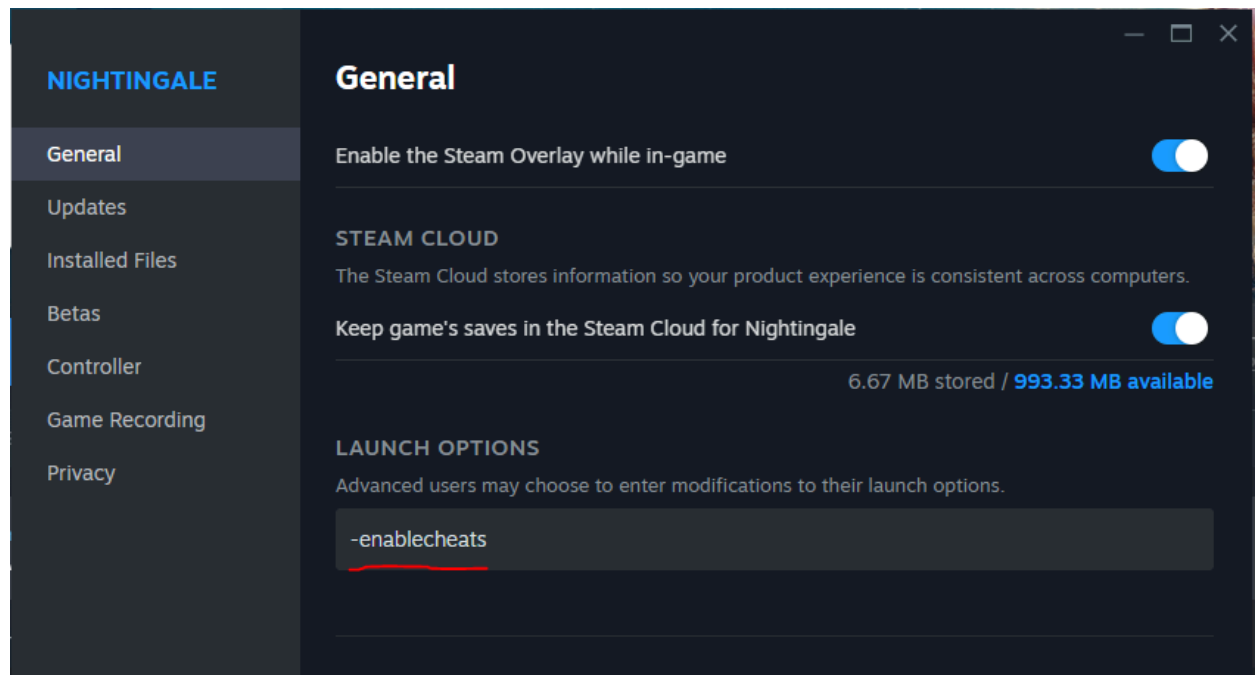 NIGHTINGALE
General
Updates
Installed Files
Betas
Controller
Game Recording
Privacy
General
Enable the Steam Overlay while in-game
STEAM CLOUD
The Steam Cloud stores information so your product experience is consistent across computers.
Keep game's saves in the Steam Cloud for Nightingale
6.67 MB stored / 993.33 MB available
LAUNCH OPTIONS
Advanced users may choose to enter modifications to their launch options.
-enablecheats